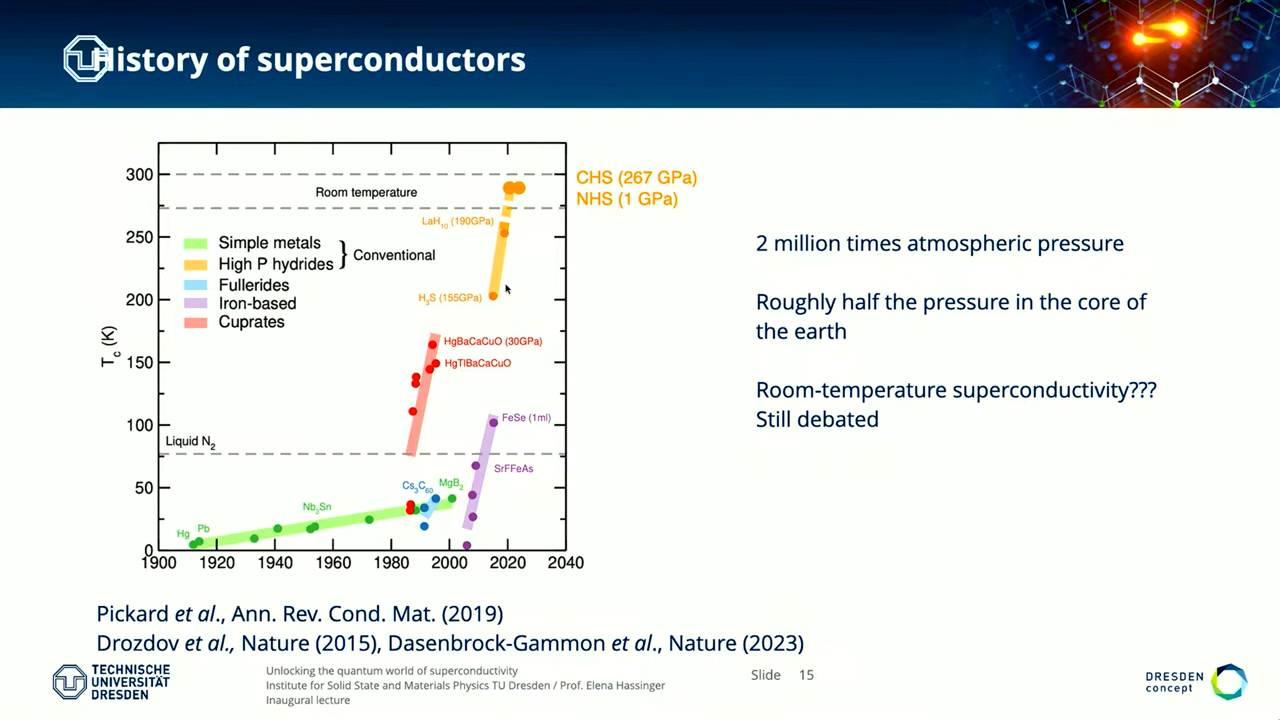 History of superconductors
300
250
200
150
100
50
0
T_c (K)
1900
1920
1940
1960
1980
2000
2020
2040
Room temperature
Liquid N₂
Simple metals
High P hydrides
} Conventional
Fullerides
Iron-based
Cuprates
CHS (267 GPa)
NHS (1 GPa)
LaH₁₀ (190GPa)
H₃S (155GPa)
HgBaCaCuO (30GPa)
HgTlBaCaCuO
FeSe (1ml)
SrFFeAs
Cs₃C₆₀
MgB₂
Nb₃Sn
Hg
Pb
2 million times atmospheric pressure
Roughly half the pressure in the core of
the earth
Room-temperature superconductivity???
Still debated
Pickard et al., Ann. Rev. Cond. Mat. (2019)
Drozdov et al., Nature (2015), Dasenbrock-Gammon et al., Nature (2023)
TECHNISCHE
UNIVERSITÄT
DRESDEN
Unlocking the quantum world of superconductivity
Institute for Solid State and Materials Physics TU Dresden / Prof. Elena Hassinger
Inaugural lecture
Slide 15
DRESDEN
concept